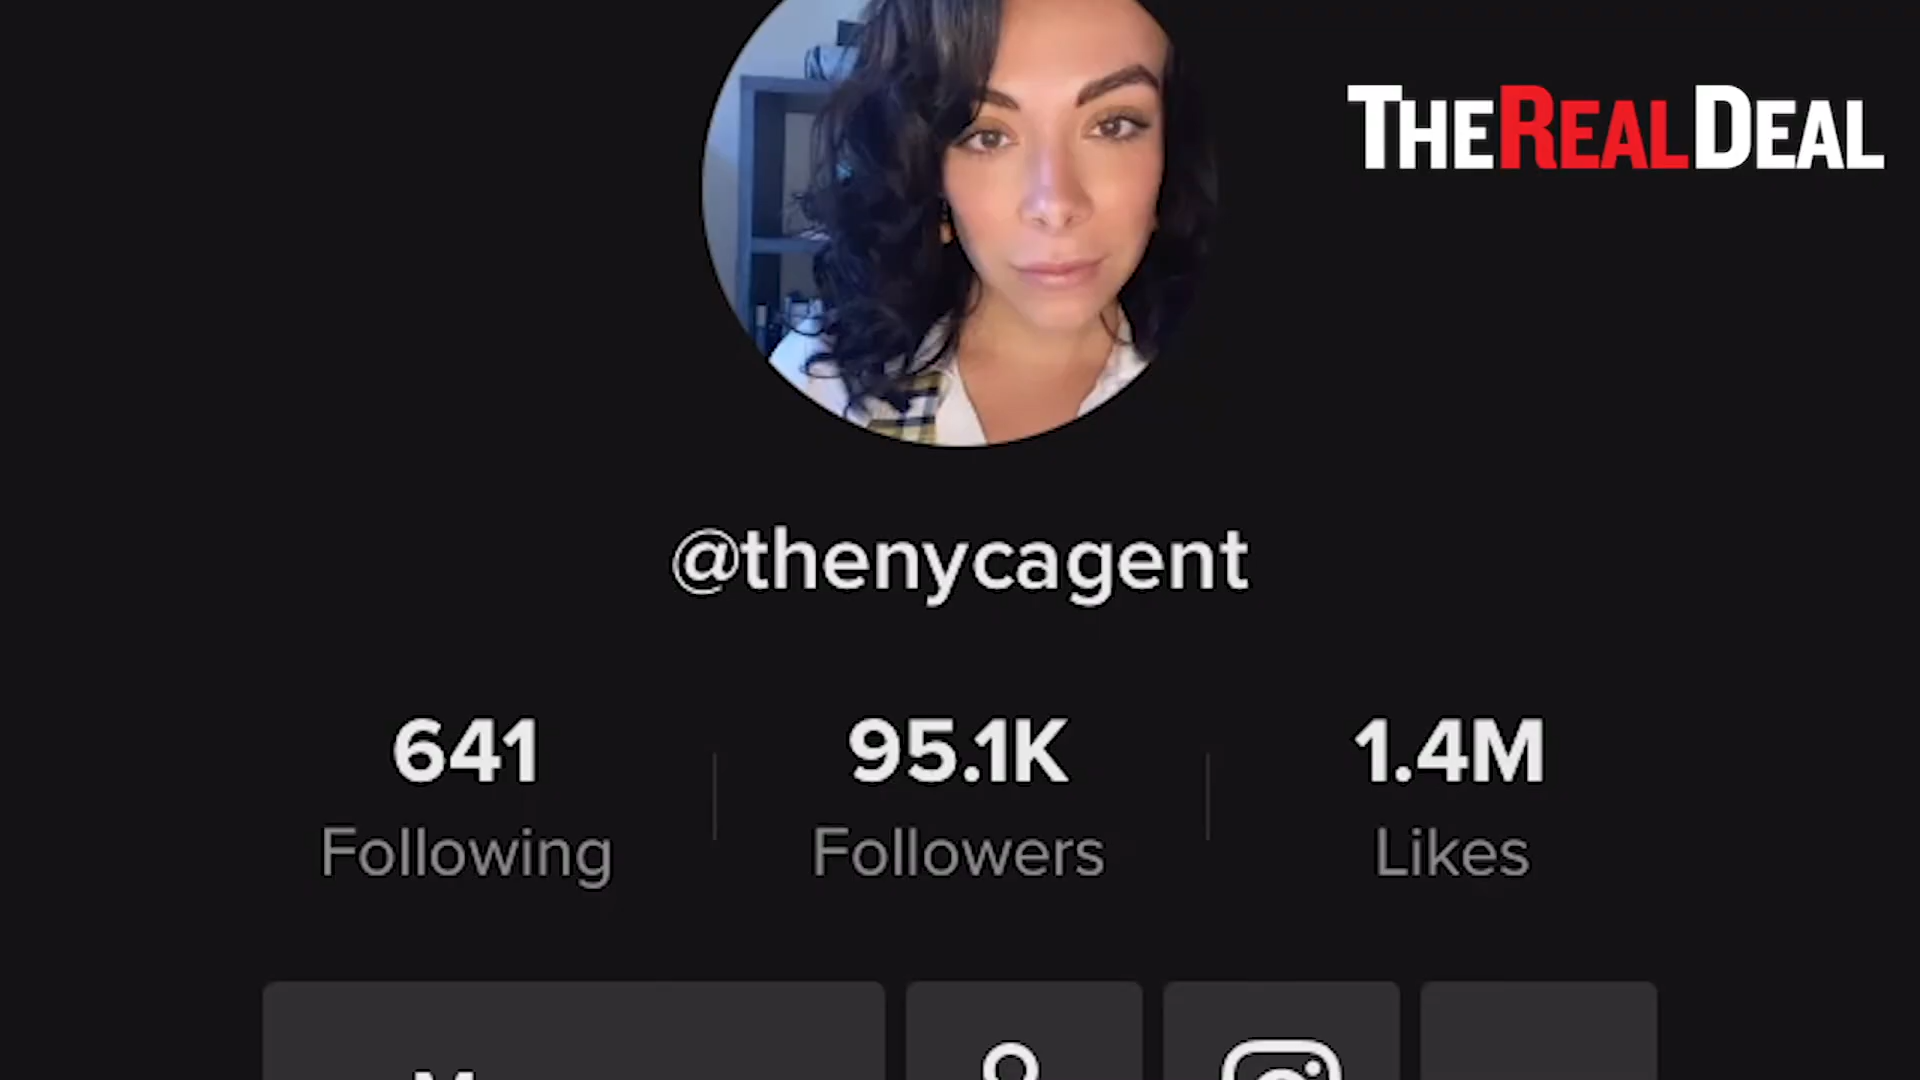 THEREALDEAL
@thenycagent
641 95.1K 1.4M
Following Followers Likes